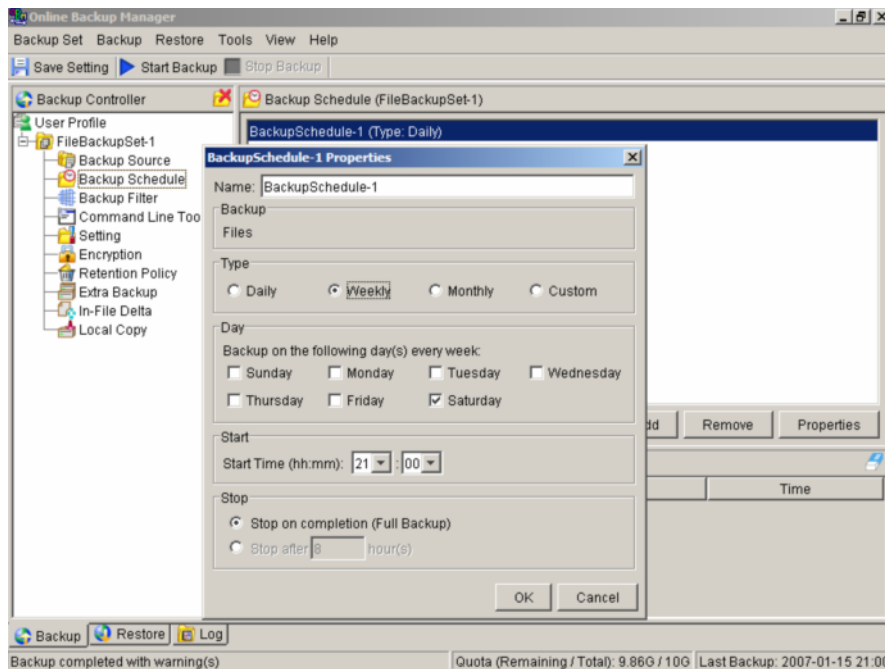 Online Backup Manager
Backup Set Backup Restore Tools View Help
Save Setting Start Backup Stop Backup
Backup Controller
Backup Schedule (FileBackupSet-1)
User Profile
FileBackupSet-1
Backup Source
Backup Schedule
Backup Filter
Command Line Too
Setting
Encryption
Retention Policy
Extra Backup
In-File Delta
Local Copy
BackupSchedule-1 (Type: Daily)
BackupSchedule-1 Properties
Name: BackupSchedule-1
Backup
Files
Type
Daily Weekly Monthly Custom
Day
Backup on the following day(s) every week:
Sunday Monday Tuesday Wednesday
Thursday Friday Saturday
Start
Start Time (hh:mm): 21 : 00
Stop
Stop on completion (Full Backup)
Stop after 8 hour(s)
OK Cancel
dd Remove Properties
Time
Backup Restore Log
Backup completed with warning(s)
Quota (Remaining / Total): 9.86G / 10G
Last Backup: 2007-01-15 21:0